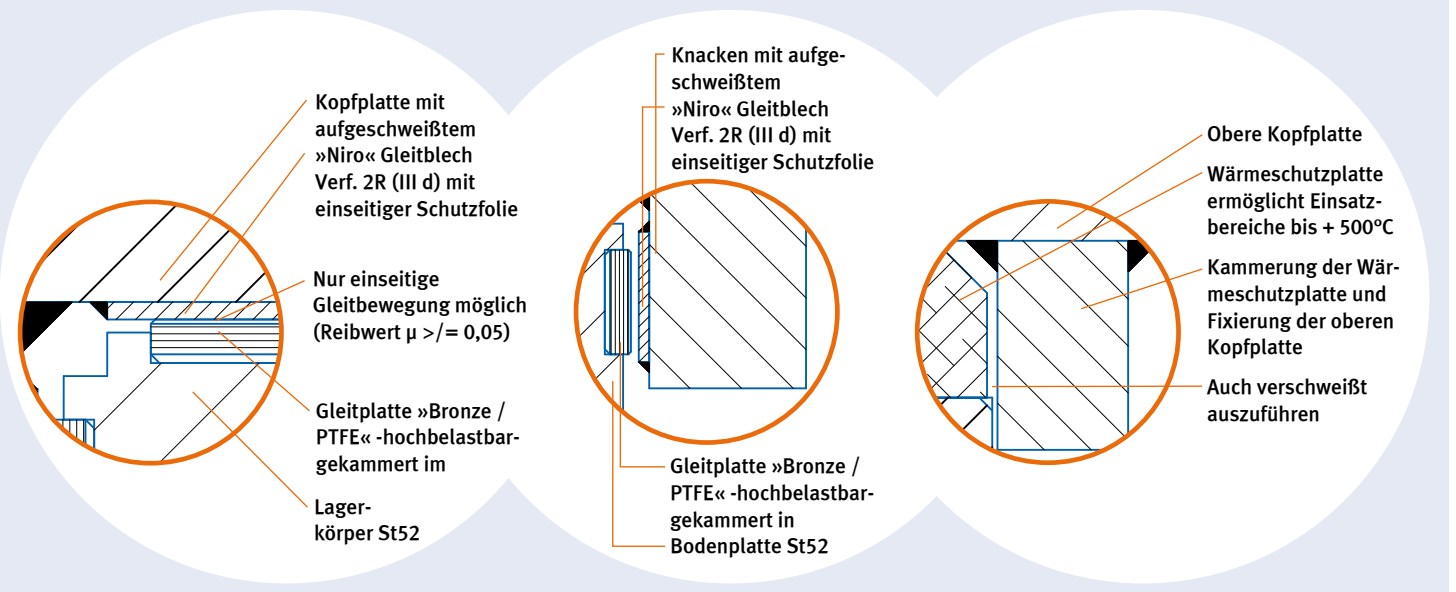 Kopfplatte mit
aufgeschweißtem
»Niro« Gleitblech
Verf. 2R (III d) mit
einseitiger Schutzfolie
Nur einseitige
Gleitbewegung möglich
(Reibwert µ >/= 0,05)
Gleitplatte »Bronze /
PTFE« -hochbelastbar-
gekammert im
Lager-
körper St52
Knacken mit aufge-
schweißtem
»Niro« Gleitblech
Verf. 2R (III d) mit
einseitiger Schutzfolie
Gleitplatte »Bronze /
PTFE« -hochbelastbar-
gekammert in
Bodenplatte St52
Obere Kopfplatte
Wärmeschutzplatte
ermöglicht Einsatz-
bereiche bis + 500°C
Kammerung der Wär-
meschutzplatte und
Fixierung der oberen
Kopfplatte
Auch verschweißt
auszuführen